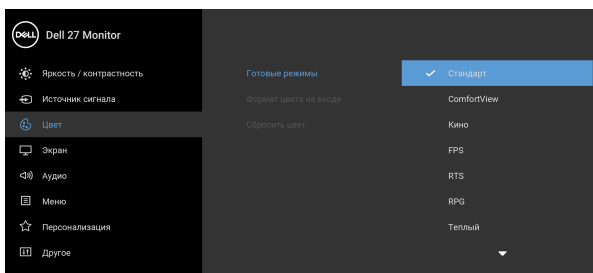 DELL Dell 27 Monitor
Яркость / контрастность
Готовые режимы
Стандарт
Источник сигнала
Формат цвета на входе
ComfortView
Цвет
Сбросить цвет
Кино
Экран
FPS
Аудио
RTS
Меню
RPG
Персонализация
Теплый
Другое